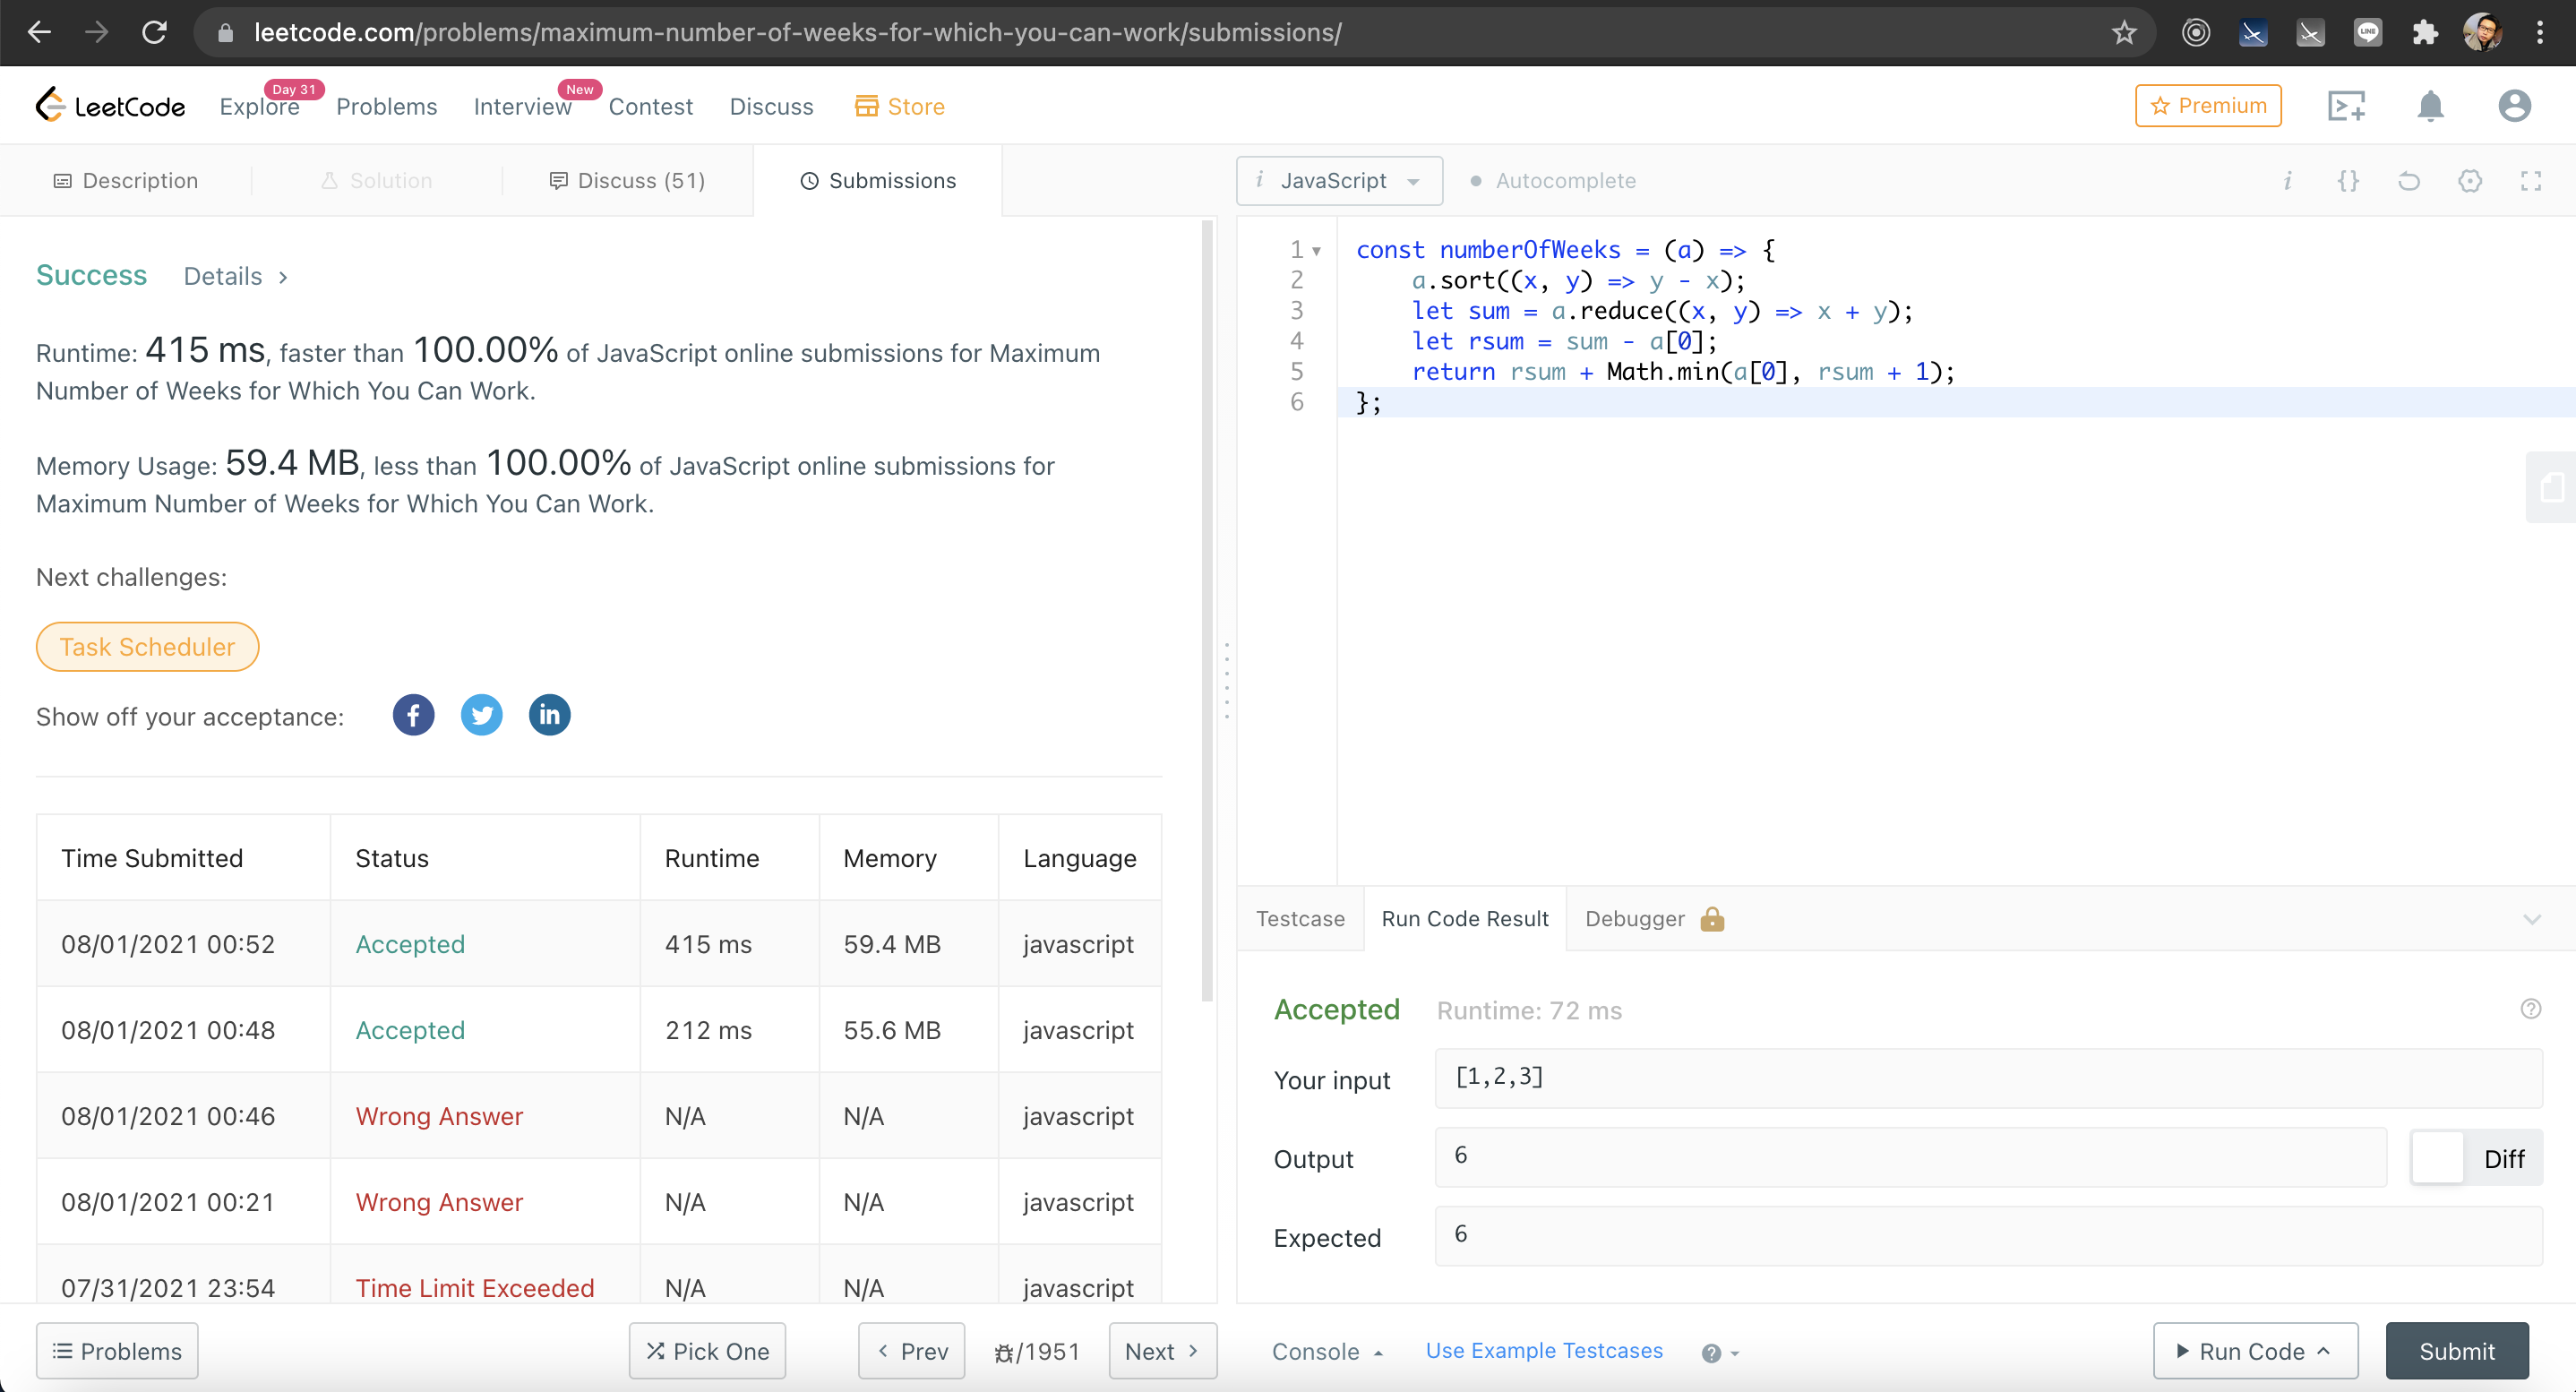 leetcode.com/problems/maximum-number-of-weeks-for-which-you-can-work/submissions/
LINE
LeetCode
Explore
Day 31
Problems
Interview
New
Contest
Discuss
Store
Premium
Description
Solution
Discuss (51)
Submissions
i JavaScript
Autocomplete
i {}
Success Details
Runtime: 415 ms, faster than 100.00% of JavaScript online submissions for Maximum
Number of Weeks for Which You Can Work.
Memory Usage: 59.4 MB, less than 100.00% of JavaScript online submissions for
Maximum Number of Weeks for Which You Can Work.
Next challenges:
Task Scheduler
Show off your acceptance:
f
in
Time Submitted Status Runtime Memory Language
08/01/2021 00:52 Accepted 415 ms 59.4 MB javascript
08/01/2021 00:48 Accepted 212 ms 55.6 MB javascript
08/01/2021 00:46 Wrong Answer N/A N/A javascript
08/01/2021 00:21 Wrong Answer N/A N/A javascript
07/31/2021 23:54 Time Limit Exceeded N/A N/A javascript
1 const numberOfWeeks = (a) => {
2 a.sort((x, y) => y - x);
3 let sum = a.reduce((x, y) => x + y);
4 let rsum = sum - a[0];
5 return rsum + Math.min(a[0], rsum + 1);
6 };
Testcase
Run Code Result
Debugger
Accepted Runtime: 72 ms
?
Your input [1,2,3]
Output 6
Diff
Expected 6
Problems
Pick One
Prev
/1951
Next
Console
Use Example Testcases
?
Run Code
Submit